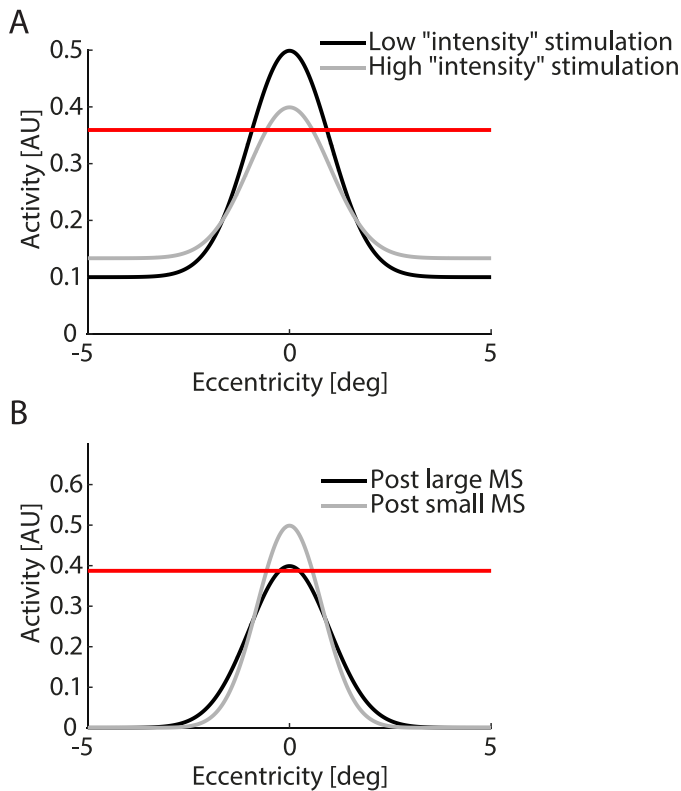 A
Low "intensity" stimulation
High "intensity" stimulation
0.5
0.4
0.3
0.2
0.1
0
Activity [AU]
-5
0
5
Eccentricity [deg]
B
Post large MS
Post small MS
0.6
0.5
0.4
0.3
0.2
0.1
0
Activity [AU]
-5
0
5
Eccentricity [deg]